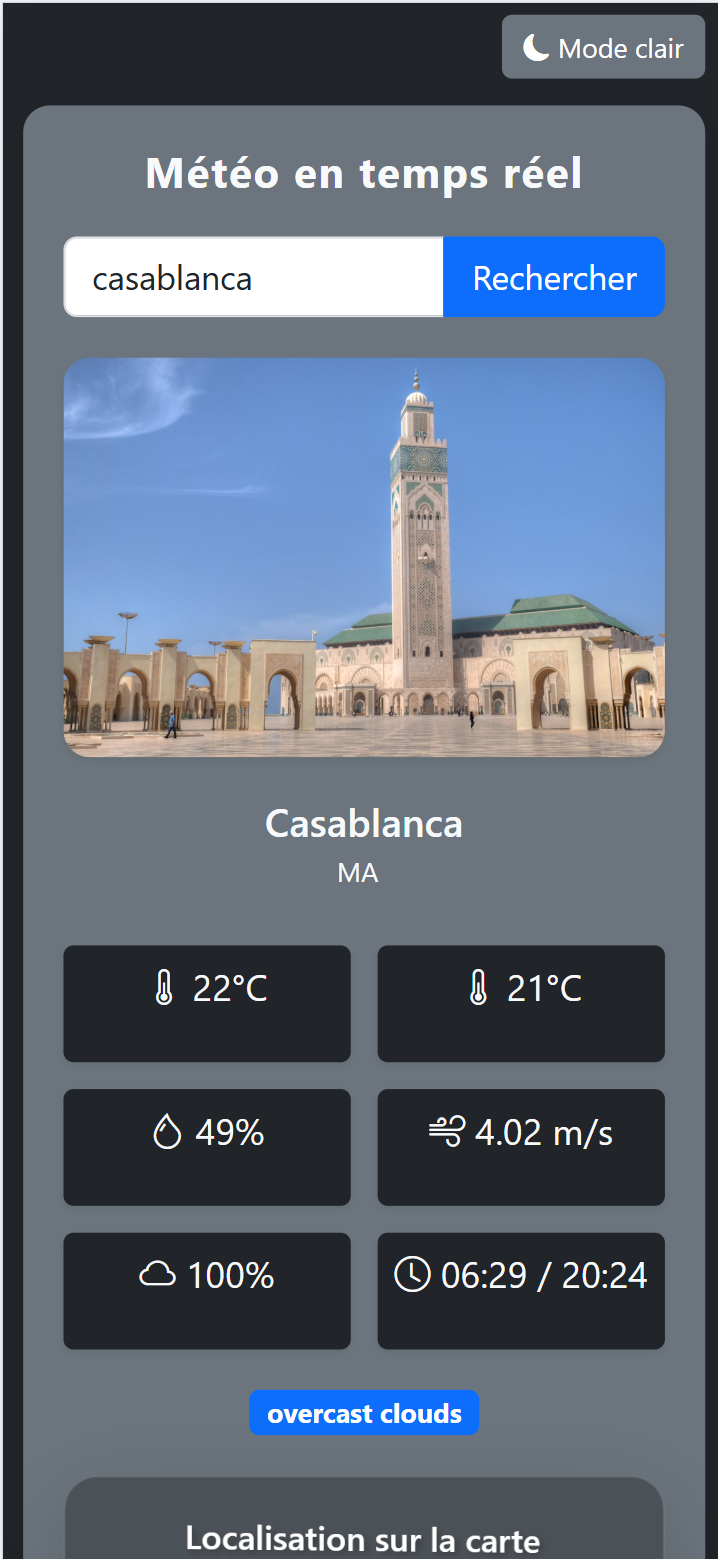 Mode clair
Météo en temps réel
casablanca
Rechercher
Casablanca
MA
22°C
21°C
49%
4.02 m/s
100%
06:29 / 20:24
overcast clouds
Localisation sur la carte